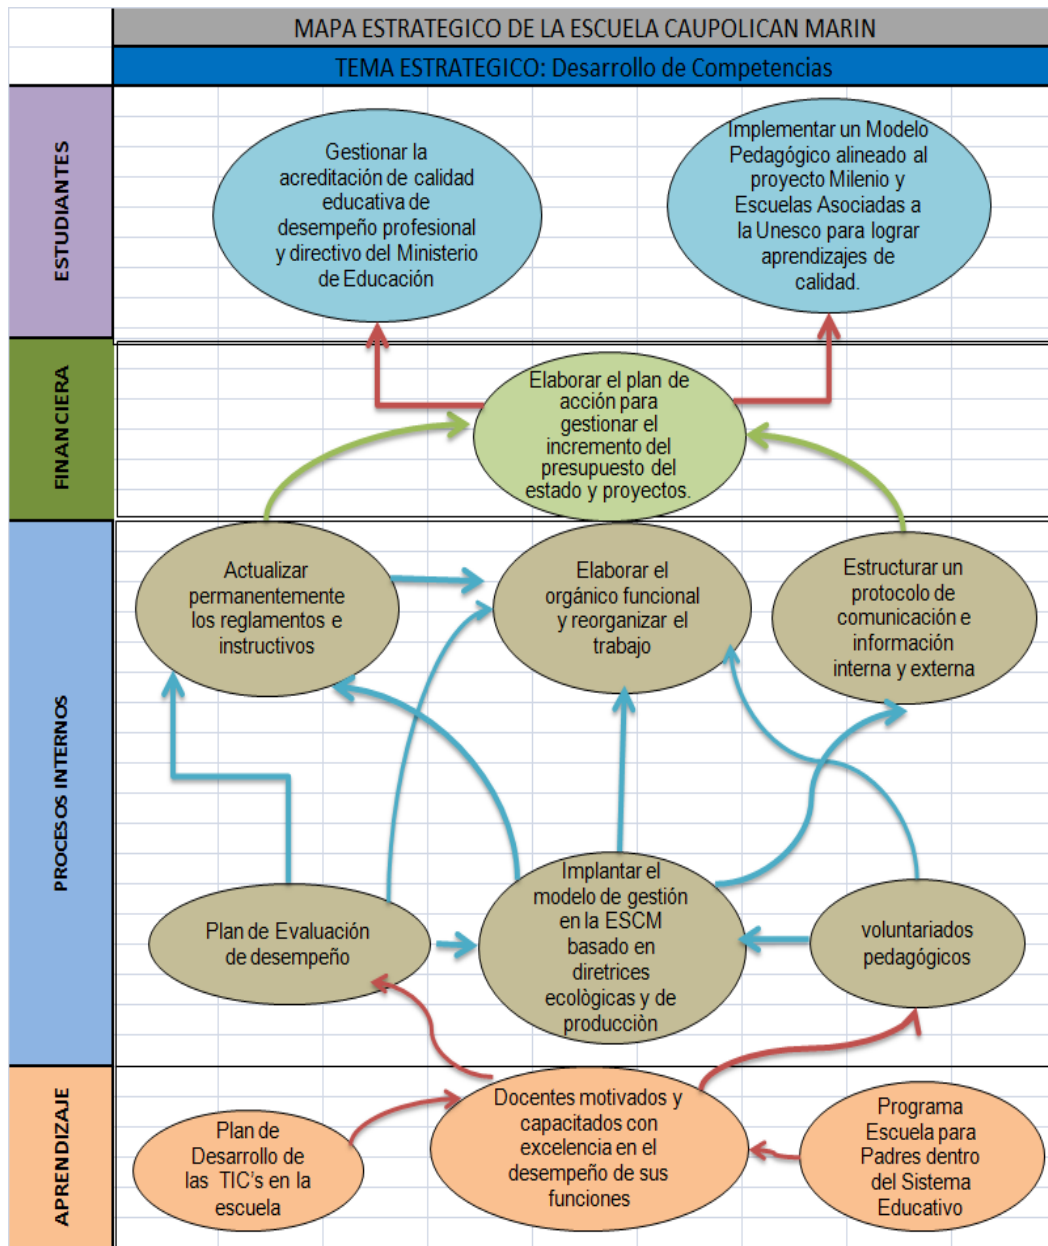 MAPA ESTRATEGICO DE LA ESCUELA CAUPOLICAN MARIN
TEMA ESTRATEGICO: Desarrollo de Competencias
ESTUDIANTES
Gestionar la
acreditación de calidad
educativa de
desempeño profesional
y directivo del Ministerio
de Educación
Implementar un Modelo
Pedagógico alineado al
proyecto Milenio y
Escuelas Asociadas a
la Unesco para lograr
aprendizajes de
calidad.
FINANCIERA
Elaborar el plan de
acción para
gestionar el
incremento del
presupuesto del
estado y proyectos.
PROCESOS INTERNOS
Actualizar
permanentemente
los reglamentos e
instructivos
Elaborar el
orgánico funcional
y reorganizar el
trabajo
Estructurar un
protocolo de
comunicación e
información
interna y externa
Plan de Evaluación
de desempeño
Implantar el
modelo de gestión
en la ESCM
basado en
diretrices
ecològicas y de
producciòn
voluntariados
pedagógicos
APRENDIZAJE
Plan de
Desarrollo de
las TIC's en la
escuela
Docentes motivados y
capacitados con
excelencia en el
desempeño de sus
funciones
Programa
Escuela para
Padres dentro
del Sistema
Educativo